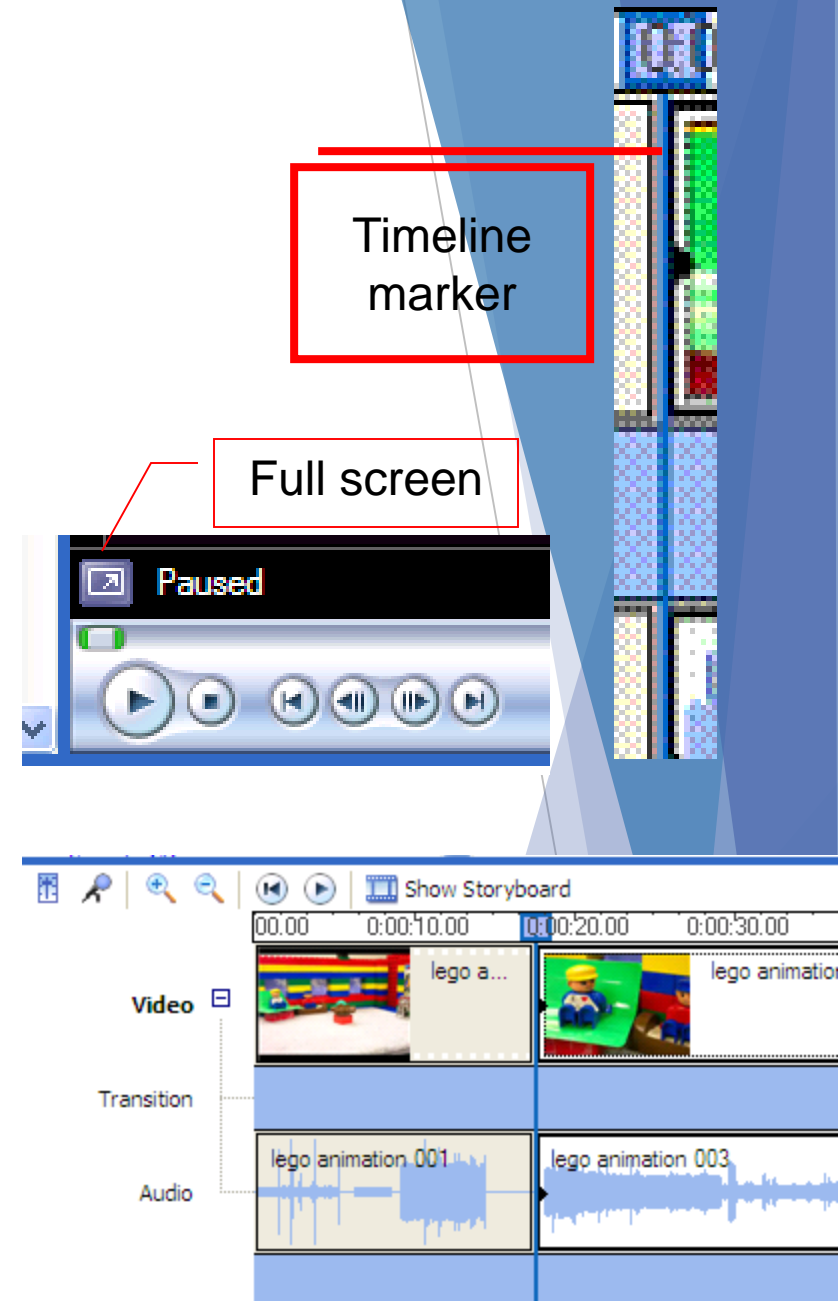 Timeline
marker
Full screen
Paused
Show Storyboard
00.00 0:00:10.00 0:00:20.00 0:00:30.00
Video
lego a...
lego animation
Transition
Audio
lego animation 001
lego animation 003